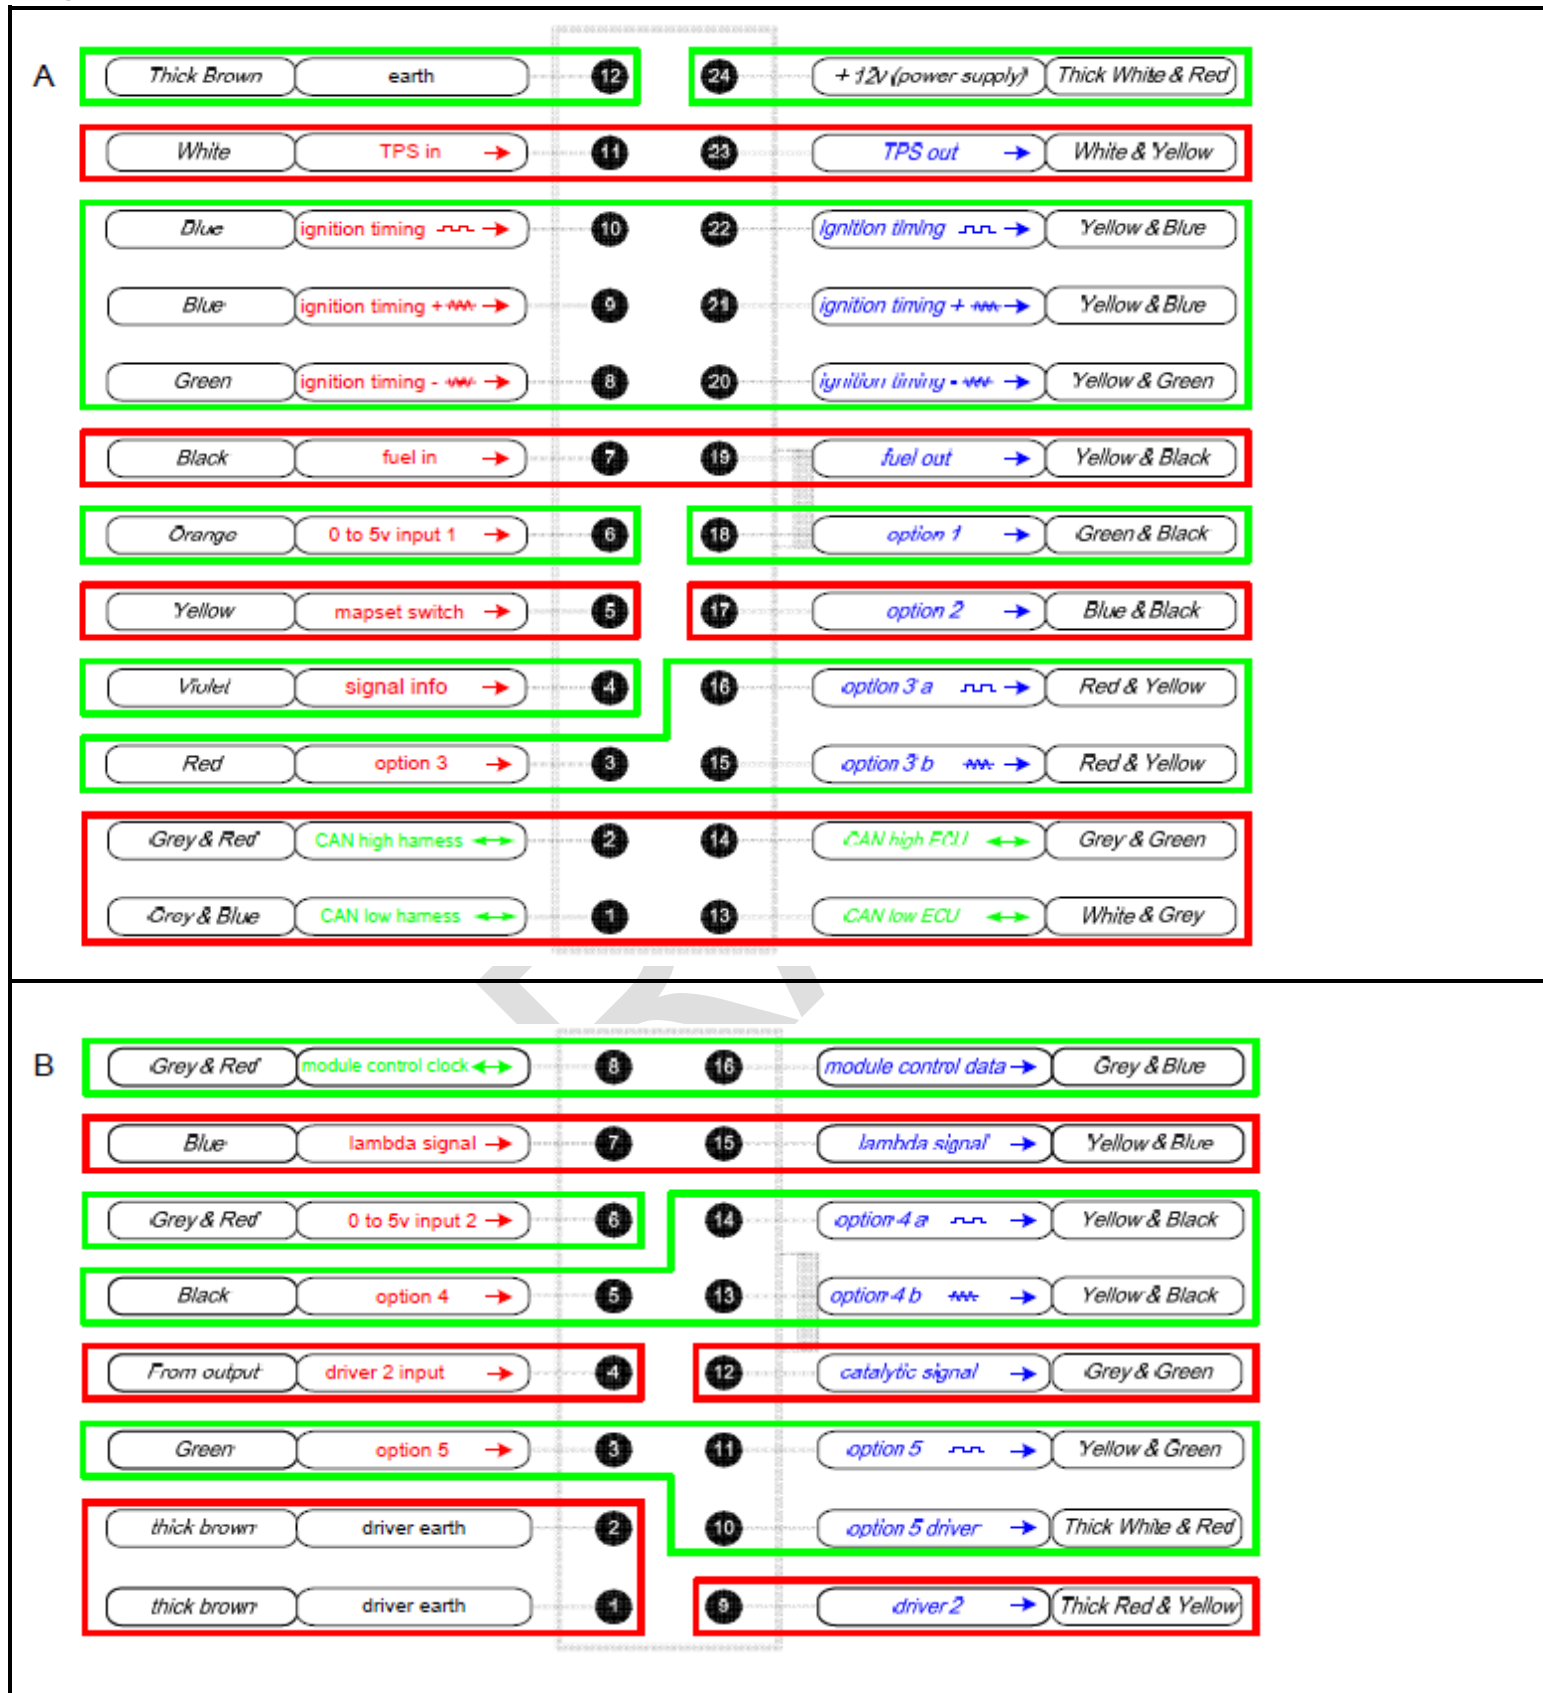 A
Thick Brown earth 12 24 +12v (power supply) Thick White & Red
White TPS in 11 23 TPS out White & Yellow
Blue ignition timing 10 22 ignition timing Yellow & Blue
Blue ignition timing + 9 21 ignition timing + Yellow & Blue
Green ignition timing - 8 20 ignition timing - Yellow & Green
Black fuel in 7 19 fuel out Yellow & Black
Orange 0 to 5v input 1 6 18 option 1 Green & Black
Yellow mapset switch 5 17 option 2 Blue & Black
Violet signal info 4 16 option 3 a Red & Yellow
Red option 3 3 15 option 3 b Red & Yellow
Grey & Red CAN high harness 2 14 CAN high ECU Grey & Green
Grey & Blue CAN low harness 1 13 CAN low ECU White & Grey
B
Grey & Red module control clock 8 16 module control data Grey & Blue
Blue lambda signal 7 15 lambda signal Yellow & Blue
Grey & Red 0 to 5v input 2 6 14 option 4 a Yellow & Black
Black option 4 5 13 option 4 b Yellow & Black
From output driver 2 input 4 12 catalytic signal Grey & Green
Green option 5 3 11 option 5 Yellow & Green
thick brown driver earth 2 10 option 5 driver Thick White & Red
thick brown driver earth 1 9 driver 2 Thick Red & Yellow